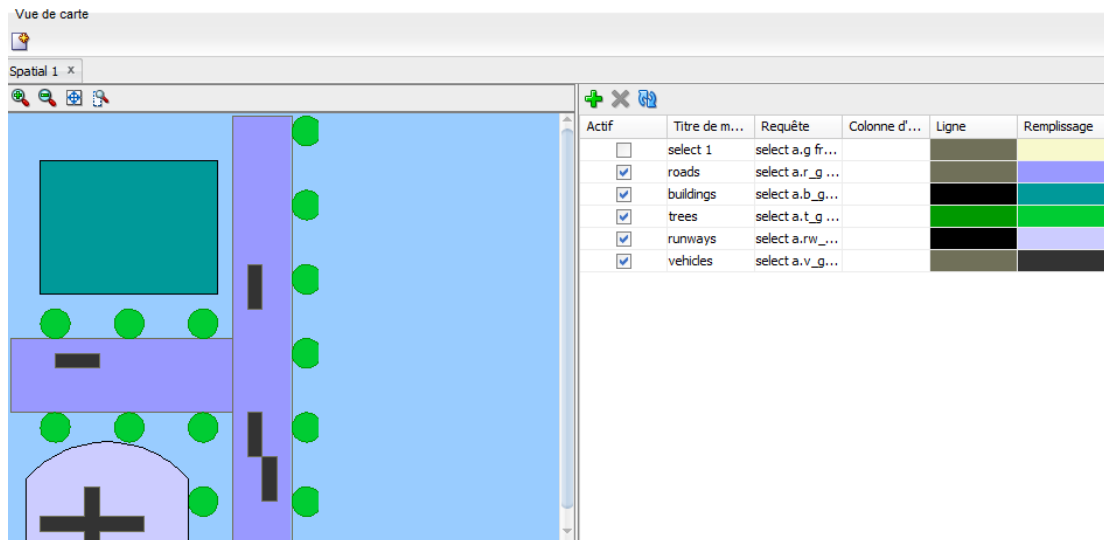 Vue de carte
Spatial 1 x
Actif Titre de m... Requête Colonne d'... Ligne Remplissage
select 1 select a.g fr...
roads select a.r_g ...
buildings select a.b_g...
trees select a.t_g ...
runways select a.rw_...
vehicles select a.v_g...